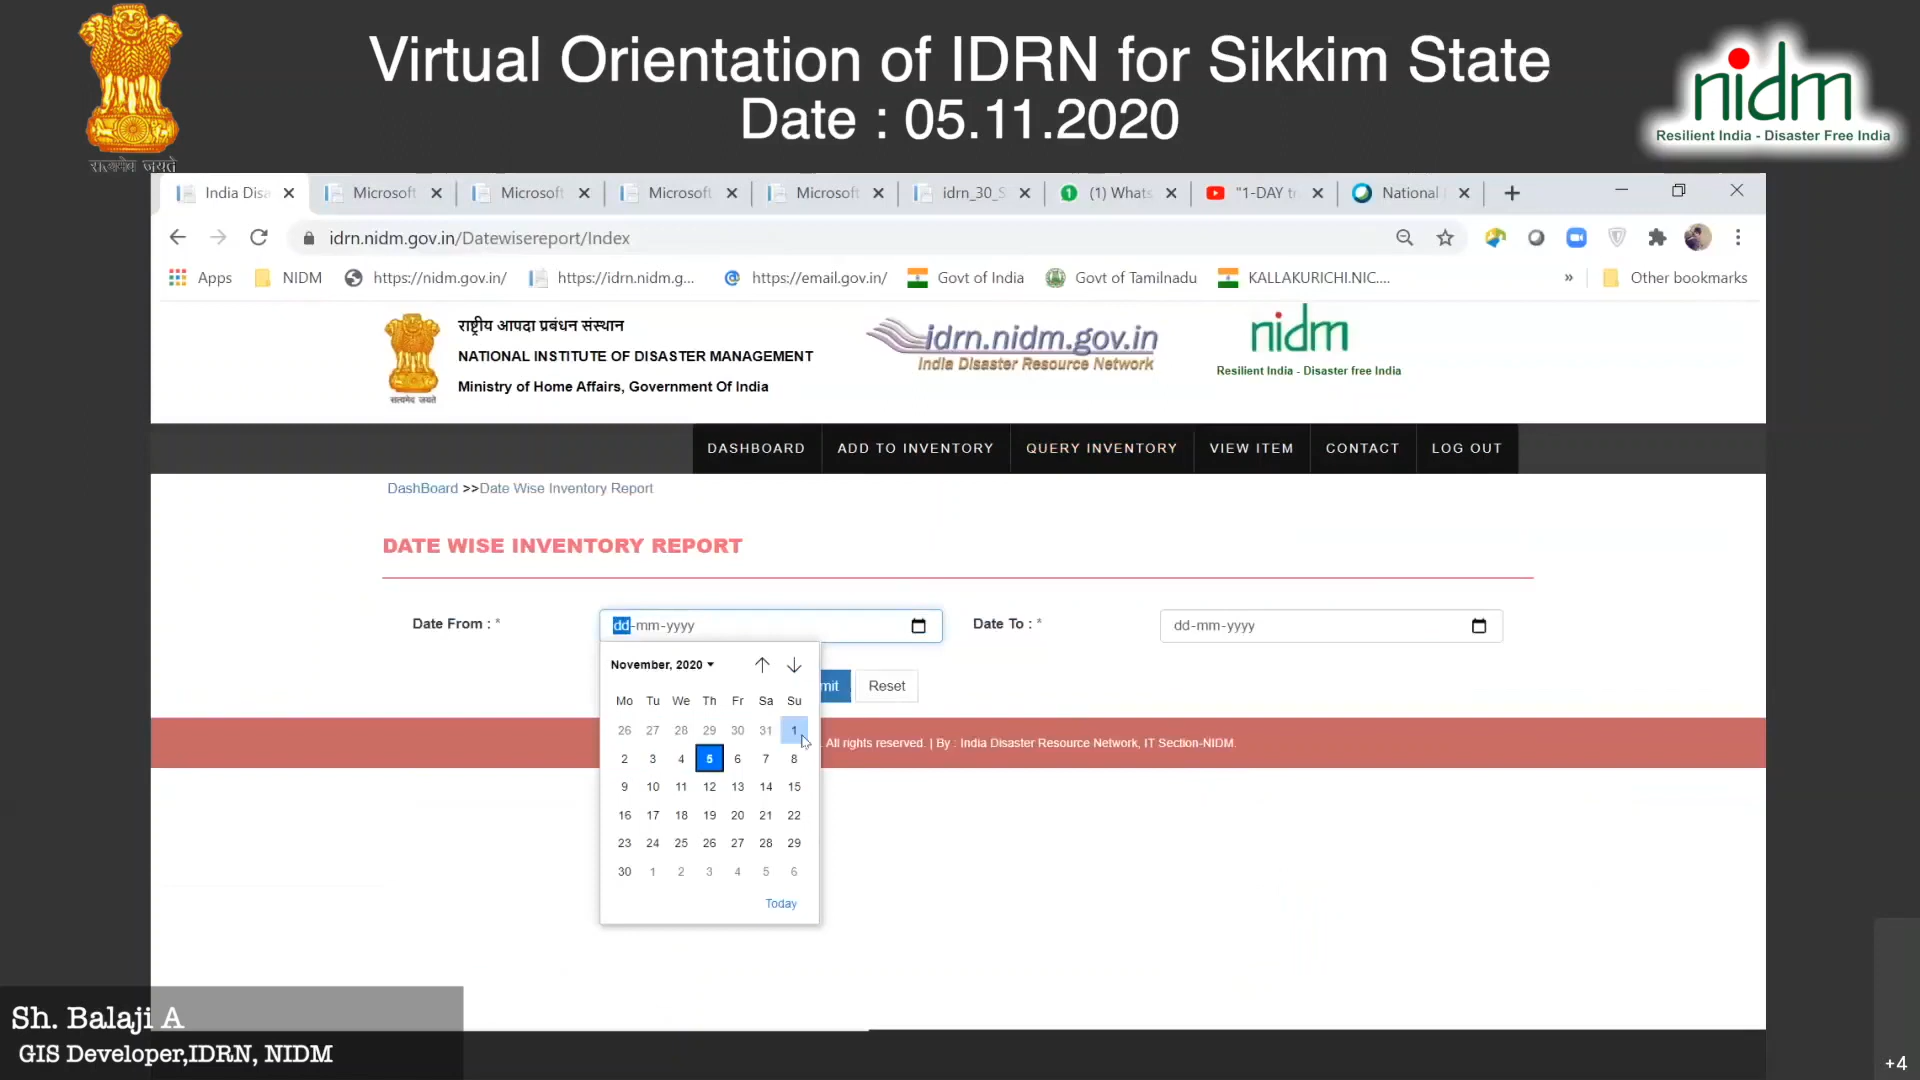 Virtual Orientation of IDRN for Sikkim State
Date : 05.11.2020
सत्यमेव जयते
nidm
Resilient India - Disaster Free India
India Disa
Microsoft
Microsoft
Microsoft
Microsoft
idrn_30_S
(1) Whats
"1-DAY tr
National
idrn.nidm.gov.in/Datewisereport/Index
Apps
NIDM
https://nidm.gov.in/
https://idrn.nidm.g...
https://email.gov.in/
Govt of India
Govt of Tamilnadu
KALLAKURICHI.NIC....
»
Other bookmarks
राष्ट्रीय आपदा प्रबंधन संस्थान
NATIONAL INSTITUTE OF DISASTER MANAGEMENT
Ministry of Home Affairs, Government Of India
सत्यमेव जयते
idrn.nidm.gov.in
India Disaster Resource Network
nidm
Resilient India - Disaster free India
DASHBOARD ADD TO INVENTORY QUERY INVENTORY VIEW ITEM CONTACT LOG OUT
DashBoard >>Date Wise Inventory Report
DATE WISE INVENTORY REPORT
Date From : * dd-mm-yyyy Date To : * dd-mm-yyyy
November, 2020
mit Reset
Mo Tu We Th Fr Sa Su
26 27 28 29 30 31 1
All rights reserved. | By : India Disaster Resource Network, IT Section-NIDM.
2 3 4 5 6 7 8
9 10 11 12 13 14 15
16 17 18 19 20 21 22
23 24 25 26 27 28 29
30 1 2 3 4 5 6
Today
Sh. Balaji A
GIS Developer,IDRN, NIDM
+4